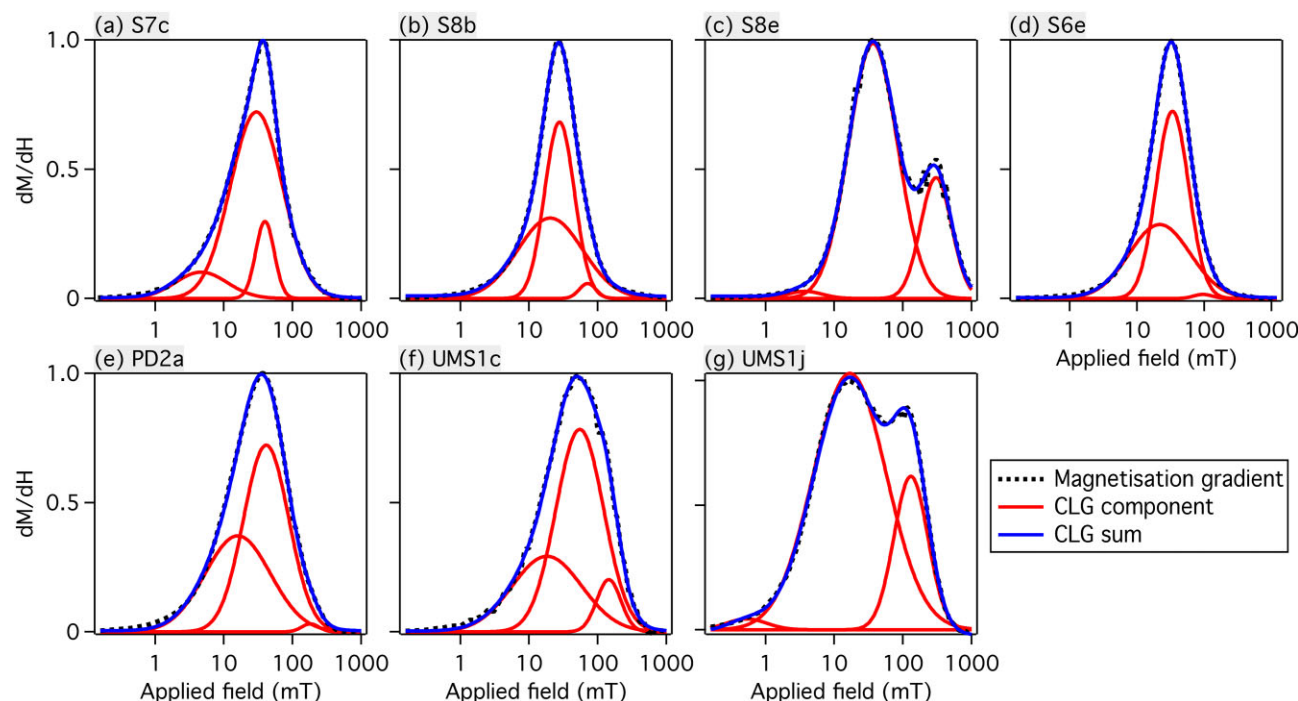 (a) S7c
(b) S8b
(c) S8e
(d) S6e
1.0
0.5
0
dM/dH
1 10 100 1000
1 10 100 1000
1 10 100 1000
1 10 100 1000
Applied field (mT)
(e) PD2a
(f) UMS1c
(g) UMS1j
1.0
0.5
0
dM/dH
1 10 100 1000
1 10 100 1000
1 10 100 1000
Applied field (mT)
Applied field (mT)
Applied field (mT)
Magnetisation gradient
CLG component
CLG sum